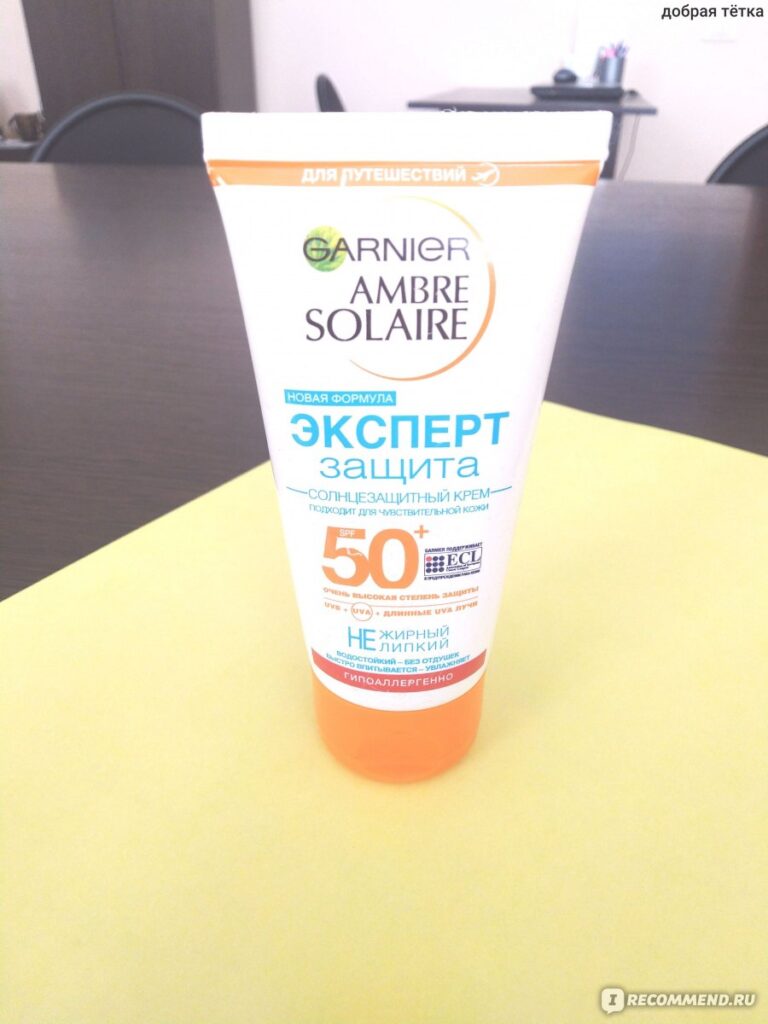 добрая тётка
ДЛЯ ПУТЕШЕСТВИЙ
GARNIER
AMBRE
SOLAIRE
НОВАЯ ФОРМУЛА
ЭКСПЕРТ
защита
СОЛНЦЕЗАЩИТНЫЙ КРЕМ
ПОДХОДИТ ДЛЯ ЧУВСТВИТЕЛЬНОЙ КОЖИ
SPF
50+
GARNIER ПОДДЕРЖИВАЕТ
ECL
ОЧЕНЬ ВЫСОКАЯ СТЕПЕНЬ ЗАЩИТЫ
UVB + UVA + ДЛИННЫЕ UVA ЛУЧИ
НЕ ЖИРНЫЙ
ЛИПКИЙ
ВОДОСТОЙКИЙ – БЕЗ ОТДУШЕК
БЫСТРО ВПИТЫВАЕТСЯ – УВЛАЖНЯЕТ
ГИПОАЛЛЕРГЕННО
IRECOMMEND.RU